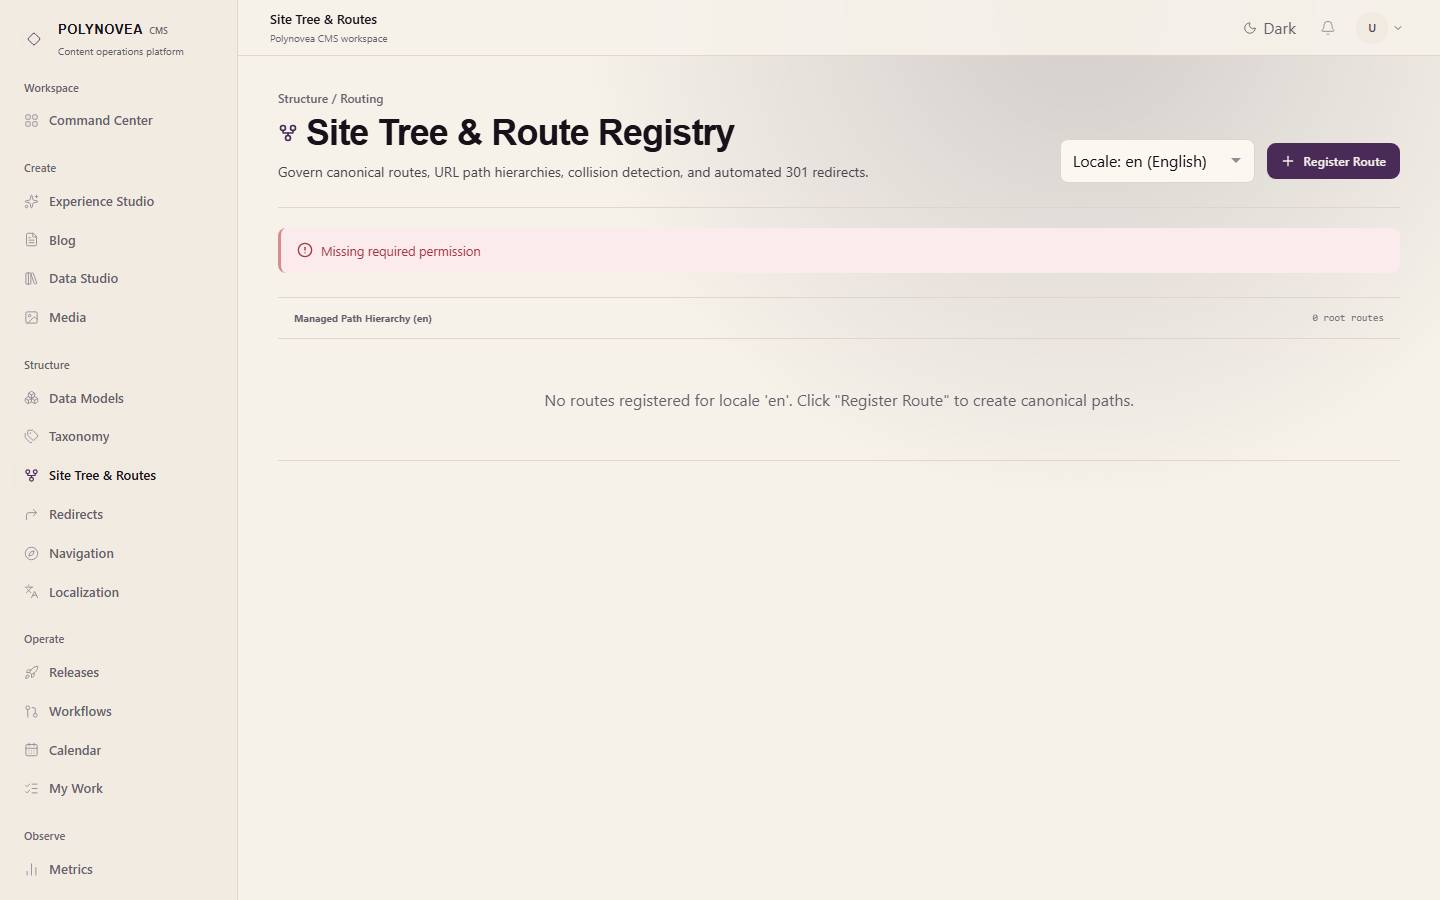 POLYNOVEA CMS
Content operations platform
Workspace
Command Center
Create
Experience Studio
Blog
Data Studio
Media
Structure
Data Models
Taxonomy
Site Tree & Routes
Redirects
Navigation
Localization
Operate
Releases
Workflows
Calendar
My Work
Observe
Metrics
Site Tree & Routes
Polynovea CMS workspace
Dark
U
Structure / Routing
Site Tree & Route Registry
Govern canonical routes, URL path hierarchies, collision detection, and automated 301 redirects.
Locale: en (English)
Register Route
Missing required permission
Managed Path Hierarchy (en)
0 root routes
No routes registered for locale 'en'. Click "Register Route" to create canonical paths.